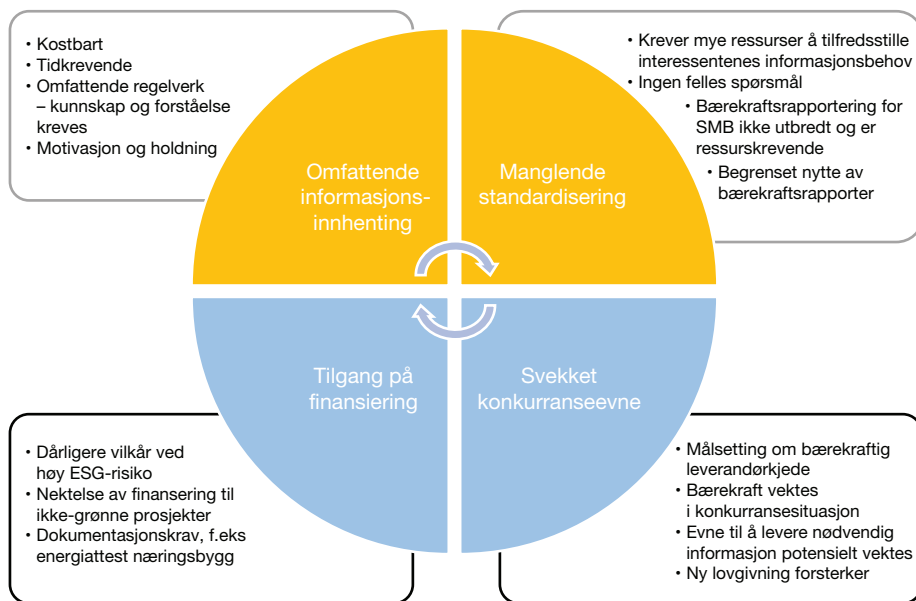 • Kostbart
• Tidkrevende
• Omfattende regelverk
– kunnskap og forståelse
kreves
• Motivasjon og holdning
Omfattende
informasjons-
innhenting
• Krever mye ressurser å tilfredsstille
interessentenes informasjonsbehov
• Ingen felles spørsmål
• Bærekraftsrapportering for
SMB ikke utbredt og er
ressurskrevende
• Begrenset nytte av
bærekraftsrapporter
Manglende
standardisering
Tilgang på
finansiering
• Dårligere vilkår ved
høy ESG-risiko
• Nektelse av finansering til
ikke-grønne prosjekter
• Dokumentasjonskrav, f.eks
energiattest næringsbygg
Svekket
konkurranseevne
• Målsetting om bærekraftig
leverandørkjede
• Bærekraft vektes
i konkurransesituasjon
• Evne til å levere nødvendig
informasjon potensielt vektes
• Ny lovgivning forsterker